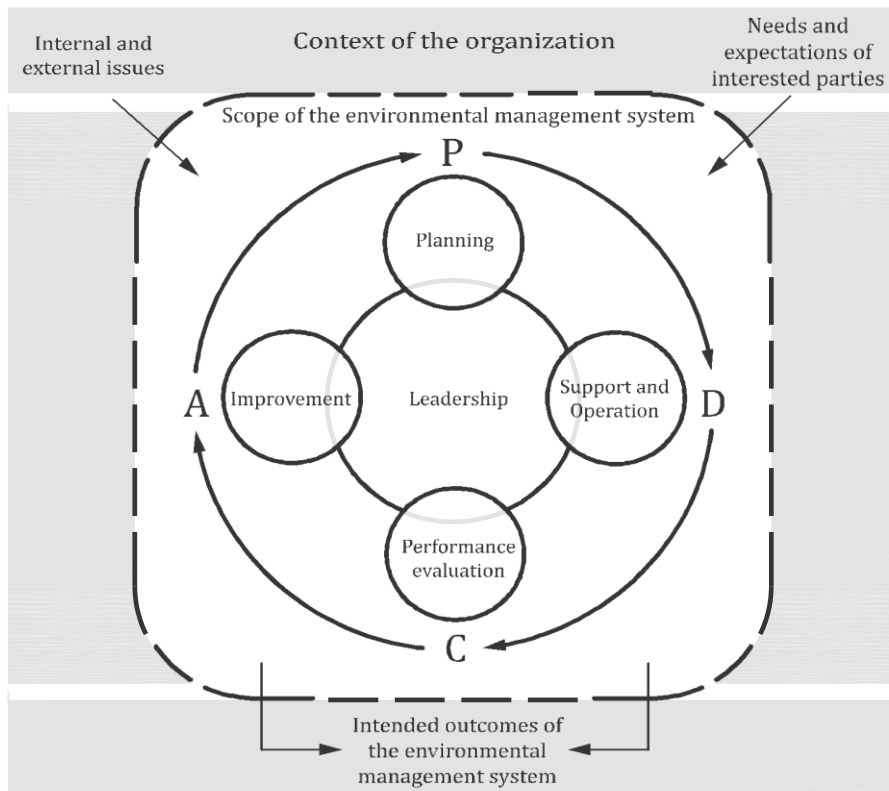 Internal and
external issues
Context of the organization
Needs and
expectations of
interested parties
Scope of the environmental management system
P
Planning
A
Improvement
Leadership
Support and
Operation
D
Performance
evaluation
C
Intended outcomes of
the environmental
management system